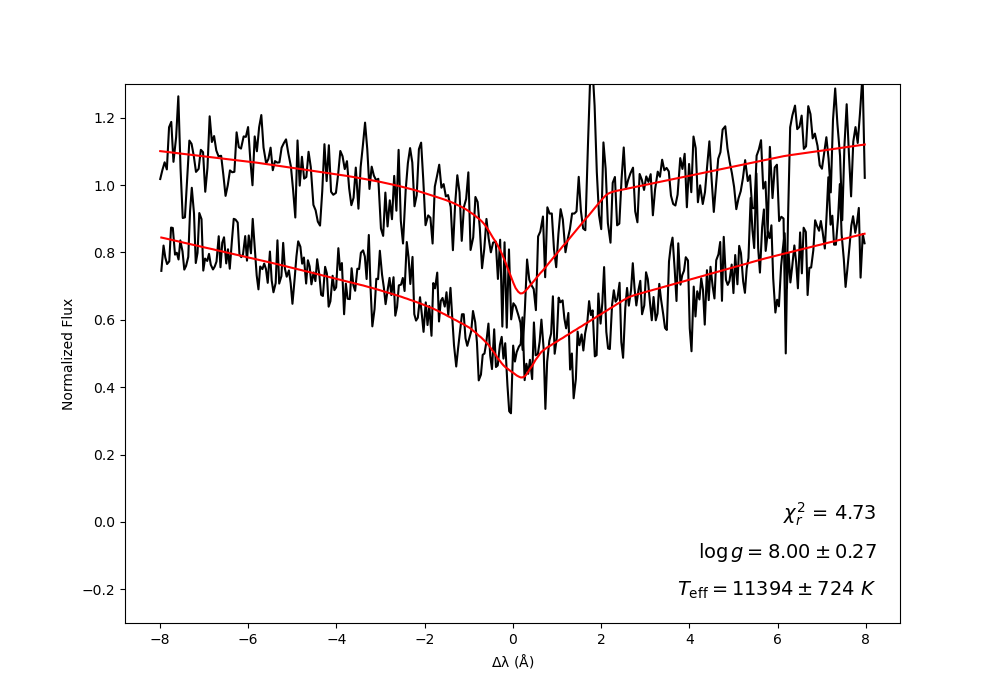 1.2
1.0
0.8
0.6
0.4
0.2
0.0
−0.2
Normalized Flux
χ²ᵣ = 4.73
log g = 8.00 ± 0.27
T_eff = 11394 ± 724 K
−8 −6 −4 −2 0 2 4 6 8
Δλ (Å)